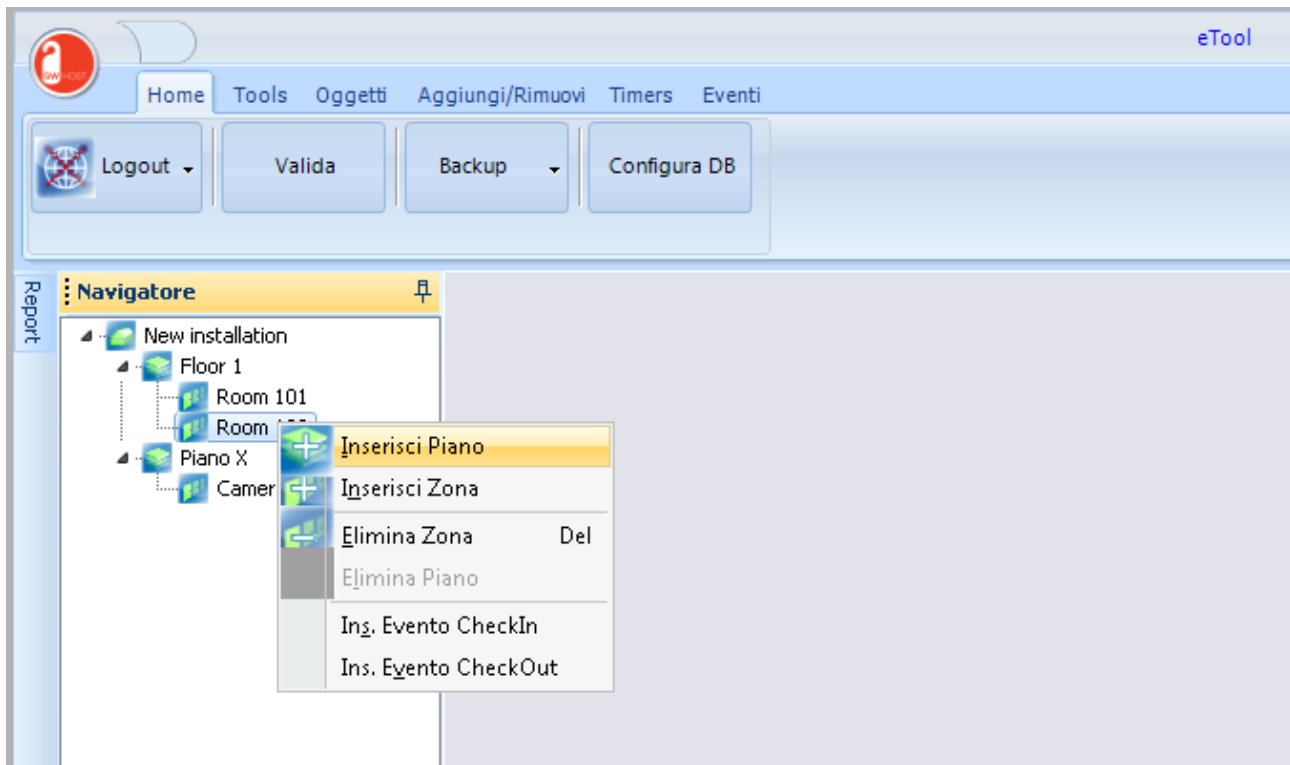 eTool
Home Tools Oggetti Aggiungi/Rimuovi Timers Eventi
Logout Valida Backup Configura DB
Report
Navigatore
New installation
Floor 1
Room 101
Room
Piano X
Camer
Inserisci Piano
Inserisci Zona
Elimina Zona Del
Elimina Piano
Ins. Evento CheckIn
Ins. Evento CheckOut